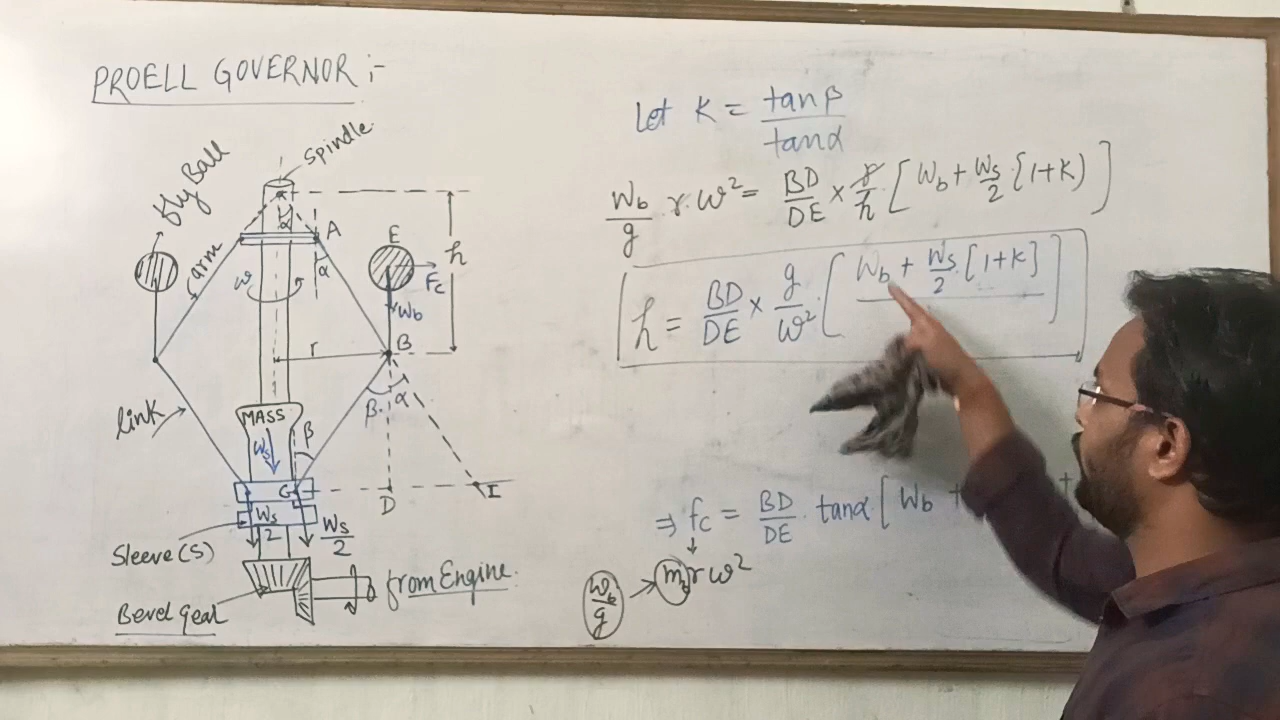 PROELL GOVERNOR :-
spindle
fly Ball
α
A
arm
ω
α
E
Fc
h
Wb
r
B
β α
link
MASS
Ws
β
G
D
I
Ws/2
Ws/2
Sleeve(S)
from Engine.
Bevel gear
Let K = tanβ/tanα
Wb/g r ω² = BD/DE × r/h [Wb + Ws/2 (1+K)]
h = BD/DE × g/ω² [Wb + Ws/2 [1+K]]
⇒ fc = BD/DE . tanα [Wb + +
Wb/g → mb r ω²